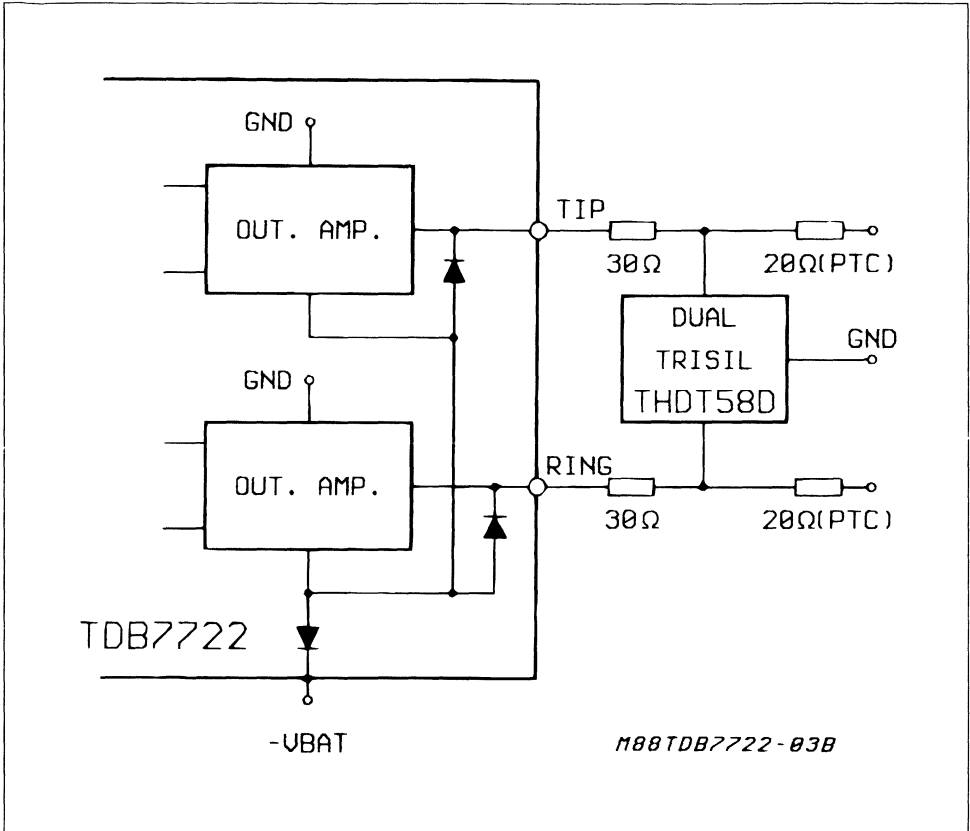 GND
OUT. AMP.
TIP
30Ω
20Ω(PTC)
DUAL
TRISIL
THDT58D
GND
GND
OUT. AMP.
RING
30Ω
20Ω(PTC)
TDB7722
-VBAT
M88TDB7722-03B